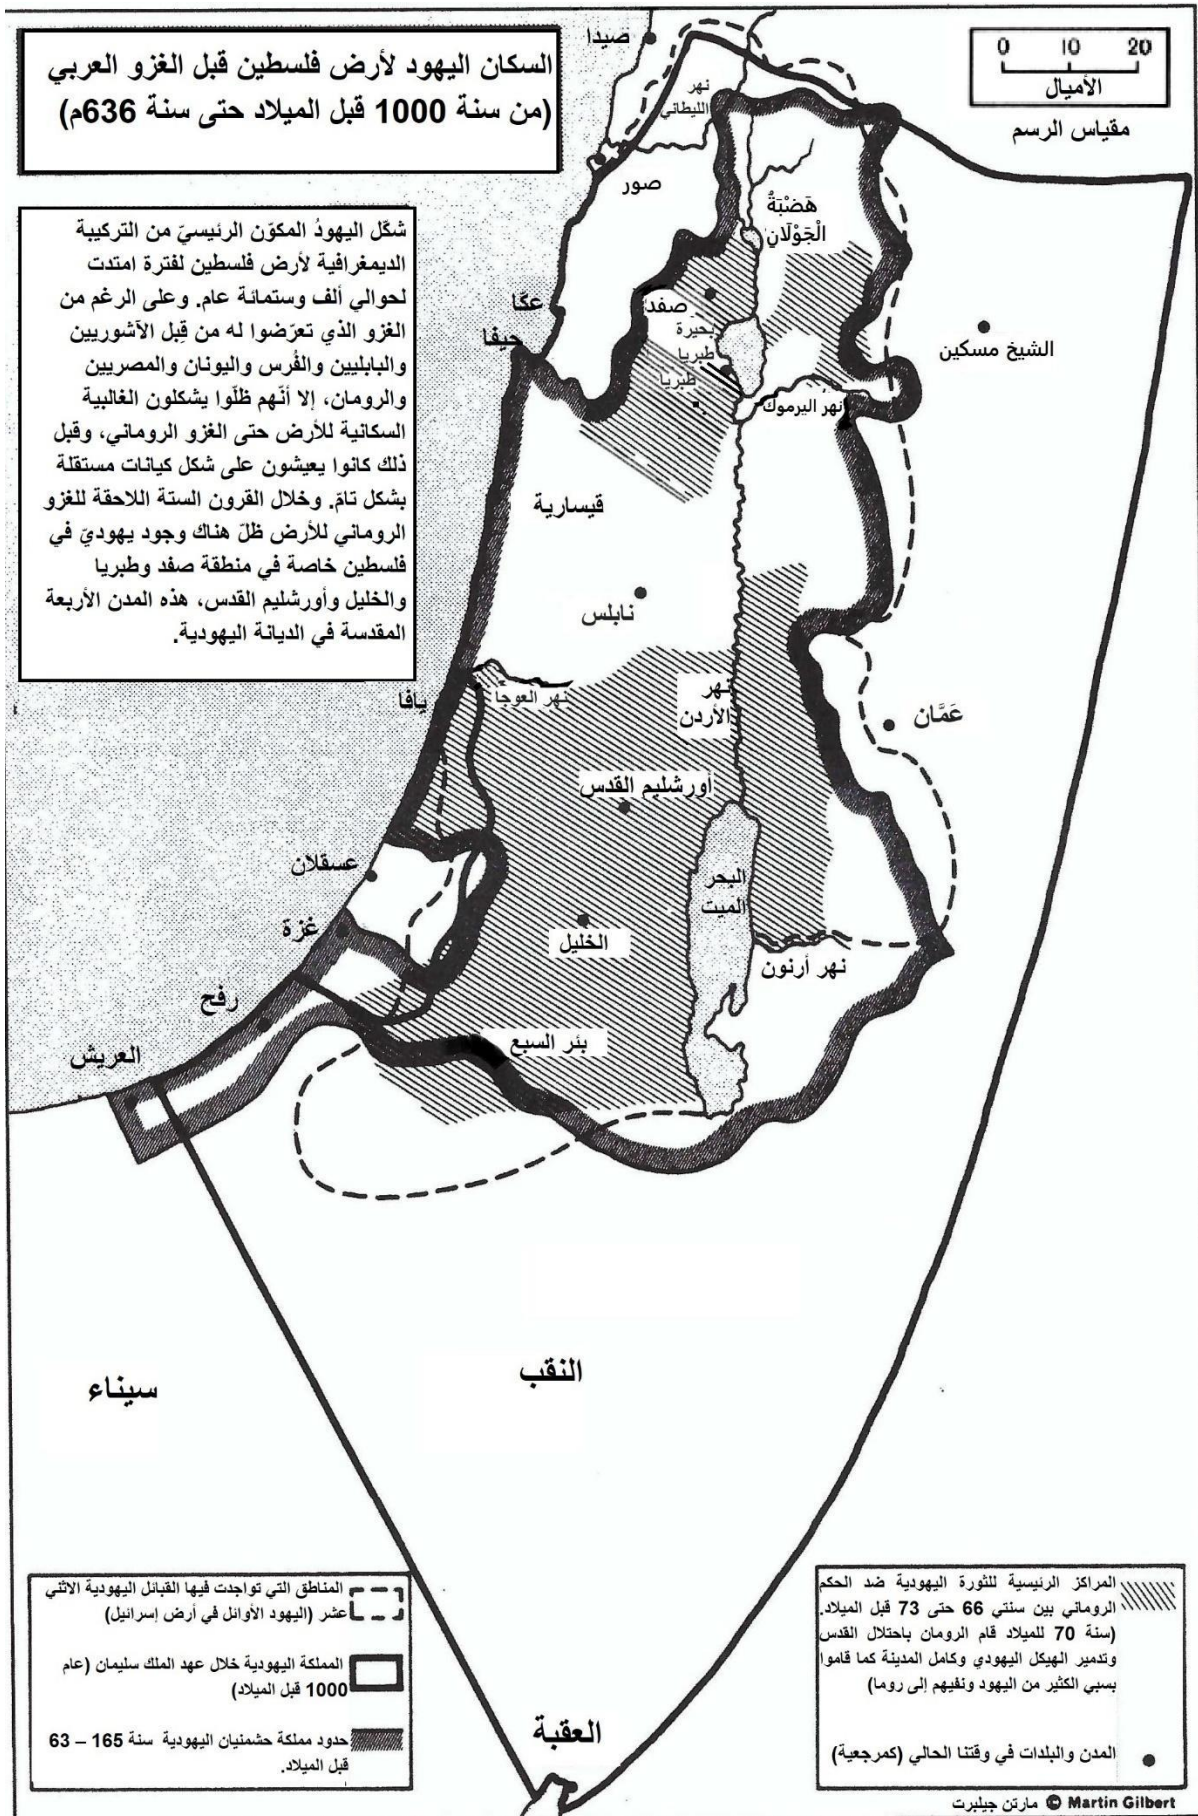 السكان اليهود لأرض فلسطين قبل الغزو العربي
(من سنة 1000 قبل الميلاد حتى سنة 636م)
0 10 20
الأميال
مقياس الرسم
شكّل اليهودُ المكوّن الرئيسيّ من التركيبة
الديمغرافية لأرض فلسطين لفترة امتدت
لحوالي ألف وستمائة عام. وعلى الرغم من
الغزو الذي تعرّضوا له من قِبل الآشوريين
والبابليين والفُرس واليونان والمصريين
والرومان، إلا أنّهم ظلّوا يشكلون الغالبية
السكانية للأرض حتى الغزو الروماني، وقبل
ذلك كانوا يعيشون على شكل كيانات مستقلة
بشكل تامّ. وخلال القرون الستة اللاحقة للغزو
الروماني للأرض ظلّ هناك وجود يهوديّ في
فلسطين خاصة في منطقة صفد وطبريا
والخليل وأورشليم القدس، هذه المدن الأربعة
المقدسة في الديانة اليهودية.
صيدا
نهر
الليطاني
صور
هَضْبَةُ
الْجَوْلَانِ
عكّا
صفد
حيفا
بحيرة
طبريا
طبريا
الشيخ مسكين
نهر اليرموك
قيسارية
نابلس
نهر العوجا
يافا
نهر
الأردن
عَمَّان
أورشليم القدس
عسقلان
البحر
الميت
غزة
الخليل
نهر أرنون
رفح
بئر السبع
العريش
النقب
سيناء
العقبة
المناطق التي تواجدت فيها القبائل اليهودية الاثني
عشر (اليهود الأوائل في أرض إسرائيل)
المملكة اليهودية خلال عهد الملك سليمان (عام
1000 قبل الميلاد)
حدود مملكة حشمنيان اليهودية سنة 165 – 63
قبل الميلاد.
المراكز الرئيسية للثورة اليهودية ضد الحكم
الروماني بين سنتي 66 حتى 73 قبل الميلاد.
(سنة 70 للميلاد قام الرومان باحتلال القدس
وتدمير الهيكل اليهودي وكامل المدينة كما قاموا
بسبي الكثير من اليهود ونفيهم إلى روما)
المدن والبلدات في وقتنا الحالي (كمرجعية)
مارتن جيلبرت © Martin Gilbert